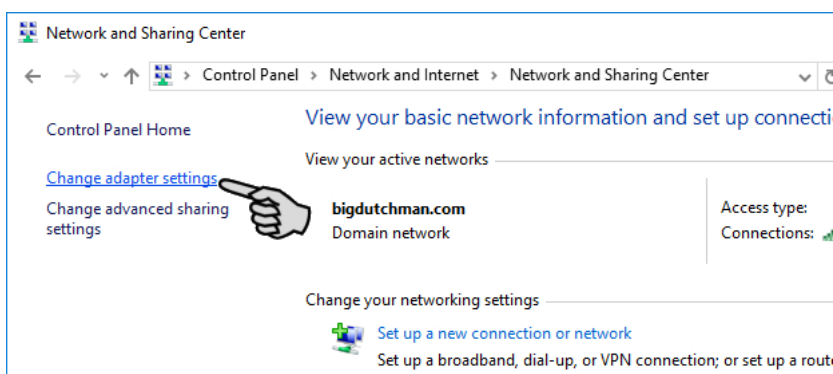 Network and Sharing Center
Control Panel > Network and Internet > Network and Sharing Center
Control Panel Home
Change adapter settings
Change advanced sharing
settings
View your basic network information and set up
View your active networks
bigdutchman.com
Domain network
Access type:
Connections:
Change your networking settings
Set up a new connection or network
Set up a broadband, dial-up, or VPN connection; or set up a